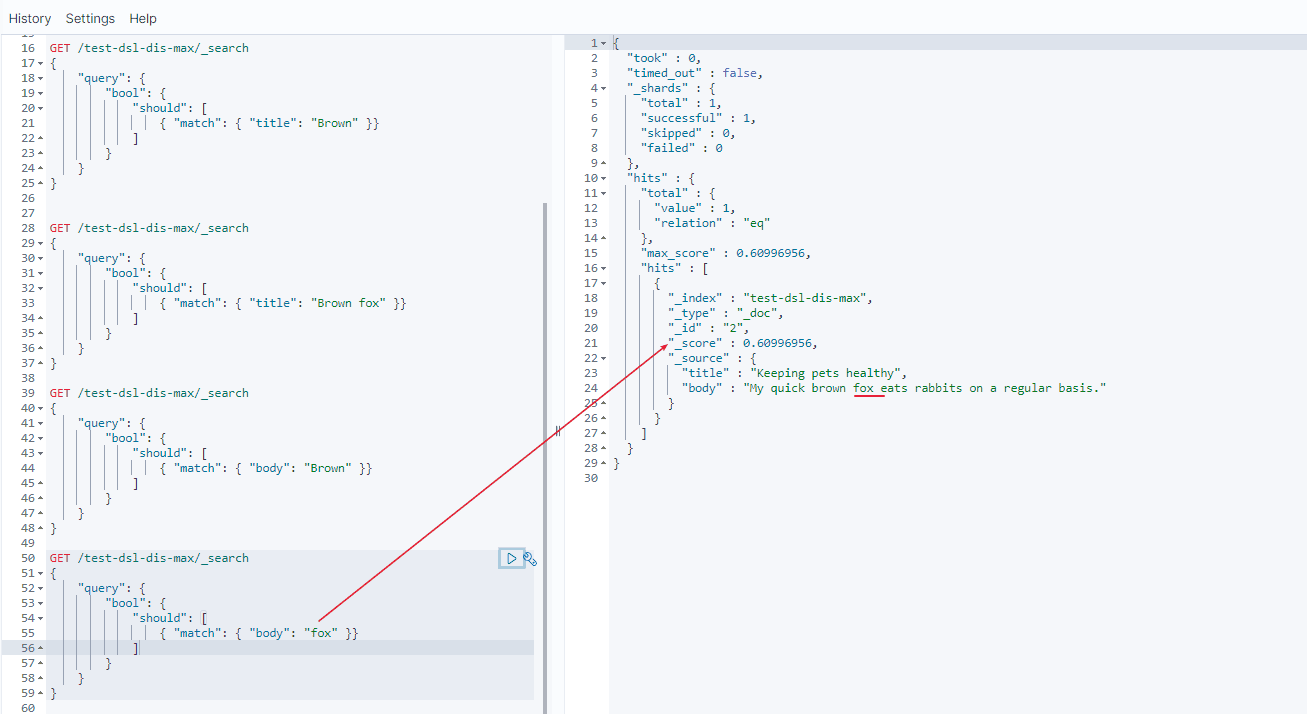 History Settings Help
15
16 GET /test-dsl-dis-max/_search
17 {
18 "query": {
19 "bool": {
20 "should": [
21 { "match": { "title": "Brown" }}
22 ]
23 }
24 }
25 }
26
27
28 GET /test-dsl-dis-max/_search
29 {
30 "query": {
31 "bool": {
32 "should": [
33 { "match": { "title": "Brown fox" }}
34 ]
35 }
36 }
37 }
38
39 GET /test-dsl-dis-max/_search
40 {
41 "query": {
42 "bool": {
43 "should": [
44 { "match": { "body": "Brown" }}
45 ]
46 }
47 }
48 }
49
50 GET /test-dsl-dis-max/_search
51 {
52 "query": {
53 "bool": {
54 "should": [
55 { "match": { "body": "fox" }}
56 ]
57 }
58 }
59 }
60
1 {
2 "took" : 0,
3 "timed_out" : false,
4 "_shards" : {
5 "total" : 1,
6 "successful" : 1,
7 "skipped" : 0,
8 "failed" : 0
9 },
10 "hits" : {
11 "total" : {
12 "value" : 1,
13 "relation" : "eq"
14 },
15 "max_score" : 0.60996956,
16 "hits" : [
17 {
18 "_index" : "test-dsl-dis-max",
19 "_type" : "_doc",
20 "_id" : "2",
21 "_score" : 0.60996956,
22 "_source" : {
23 "title" : "Keeping pets healthy",
24 "body" : "My quick brown fox eats rabbits on a regular basis."
25 }
26 }
27 ]
28 }
29 }
30